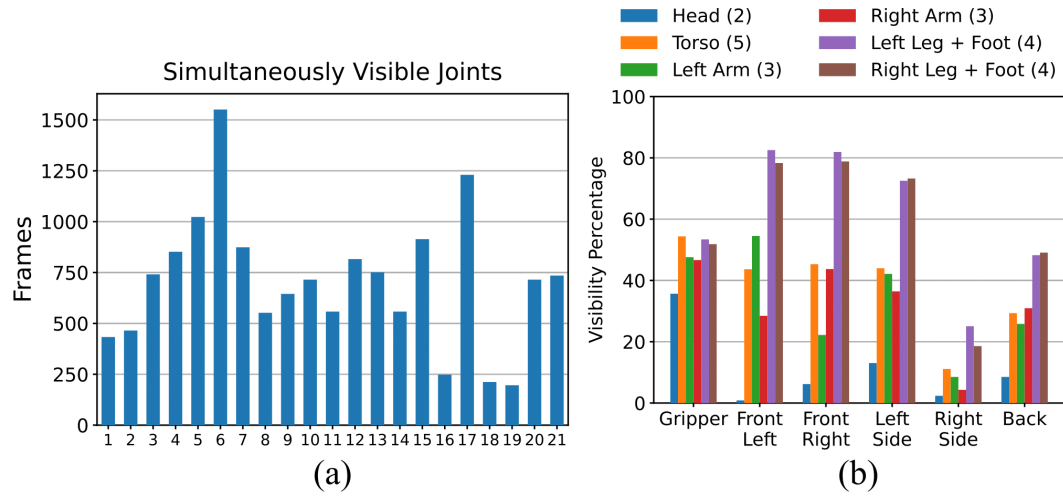 Simultaneously Visible Joints
Frames
1500
1250
1000
750
500
250
0
1 2 3 4 5 6 7 8 9 10 11 12 13 14 15 16 17 18 19 20 21
(a)
Head (2)
Torso (5)
Left Arm (3)
Right Arm (3)
Left Leg + Foot (4)
Right Leg + Foot (4)
Visibility Percentage
100
80
60
40
20
0
Gripper
Front
Left
Front
Right
Left
Side
Right
Side
Back
(b)